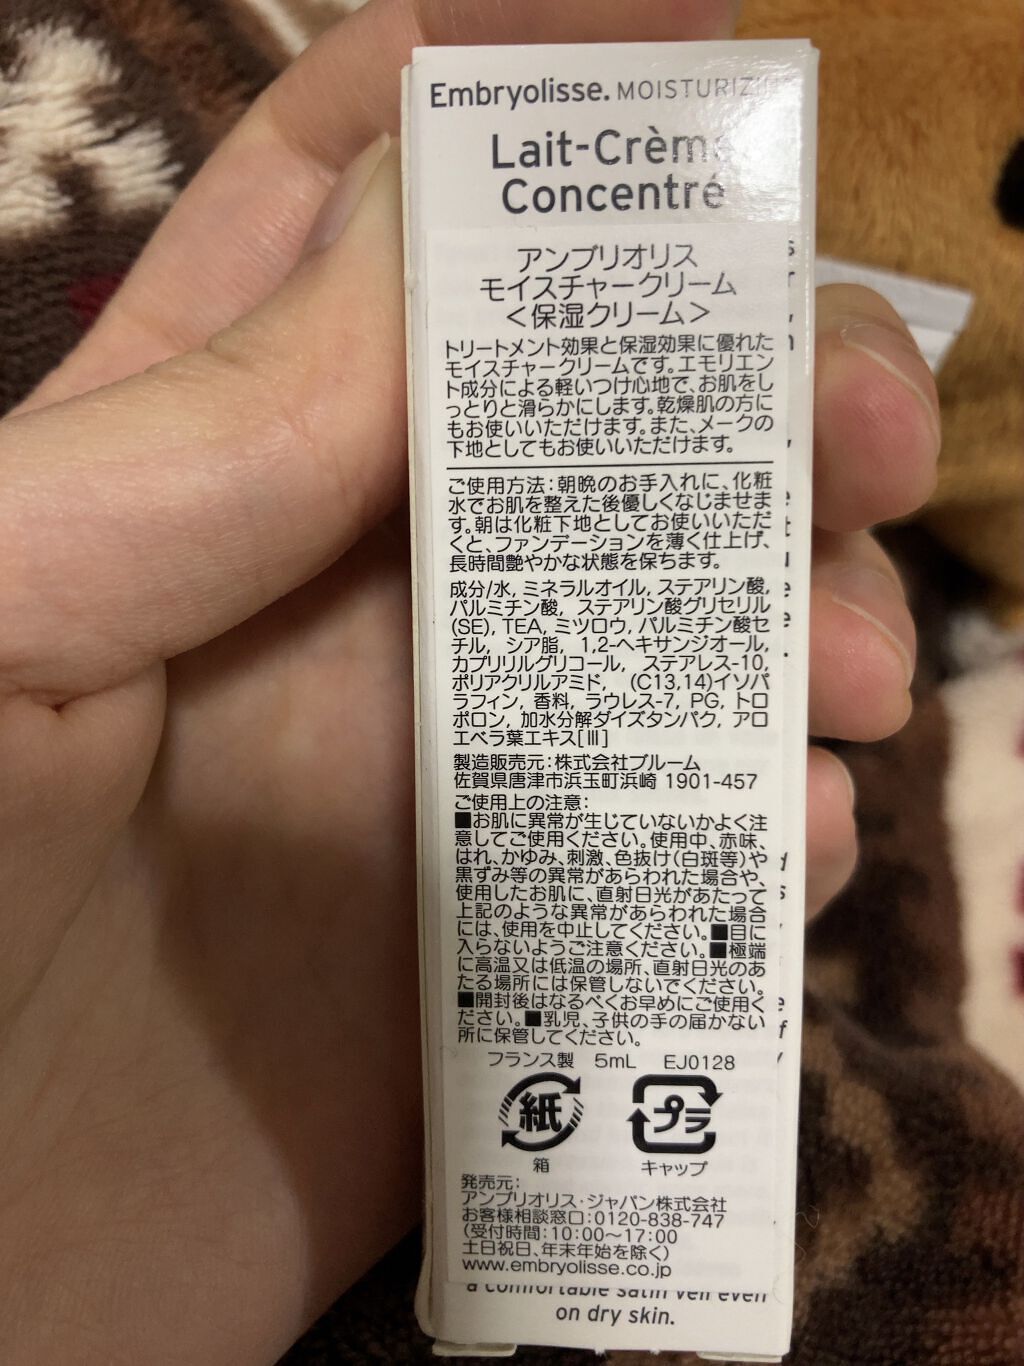 Embryolisse. MOISTURIZI
Lait-Crème
Concentré
アンブリオリス
モイスチャークリーム
<保湿クリーム>
トリートメント効果と保湿効果に優れた
モイスチャークリームです。エモリエン
ト成分による軽いつけ心地で、お肌をし
っとりと滑らかにします。乾燥肌の方に
もお使いいただけます。また、メークの
下地としてもお使いいただけます。
ご使用方法:朝晩のお手入れに、化粧
水でお肌を整えた後優しくなじませま
す。朝は化粧下地としてお使いいただ
くと、ファンデーションを薄く仕上げ、
長時間艶やかな状態を保ちます。
成分/水, ミネラルオイル, ステアリン酸,
パルミチン酸, ステアリン酸グリセリル
(SE), TEA, ミツロウ, パルミチン酸セ
チル, シア脂, 1,2-ヘキサンジオール,
カプリリルグリコール, ステアレス-10,
ポリアクリルアミド, (C13,14)イソパ
ラフィン, 香料, ラウレス-7, PG, トロ
ポロン, 加水分解ダイズタンパク, アロ
エベラ葉エキス[Ⅲ]
製造販売元:株式会社ブルーム
佐賀県唐津市浜玉町浜崎 1901-457
ご使用上の注意:
■お肌に異常が生じていないかよく注
意してご使用ください。使用中、赤味、
はれ、かゆみ、刺激、色抜け(白斑等)や
黒ずみ等の異常があらわれた場合や、
使用したお肌に、直射日光があたって
上記のような異常があらわれた場合
には、使用を中止してください。■目に
入らないようご注意ください。■極端
に高温又は低温の場所、直射日光のあ
たる場所には保管しないでください。
■開封後はなるべくお早めにご使用く
ださい。■乳児、子供の手の届かない
所に保管してください。
フランス製 5mL EJ0128
紙 プラ
箱 キャップ
発売元:
アンブリオリス・ジャパン株式会社
お客様相談窓口:0120-838-747
(受付時間:10:00～17:00
土日祝日、年末年始を除く)
www.embryolisse.co.jp
a comfortable satin veil even
on dry skin.